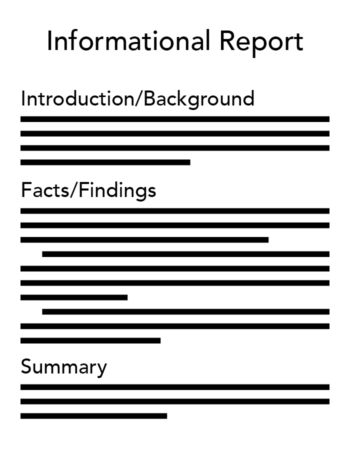 Informational Report
Introduction/Background
Facts/Findings
Summary